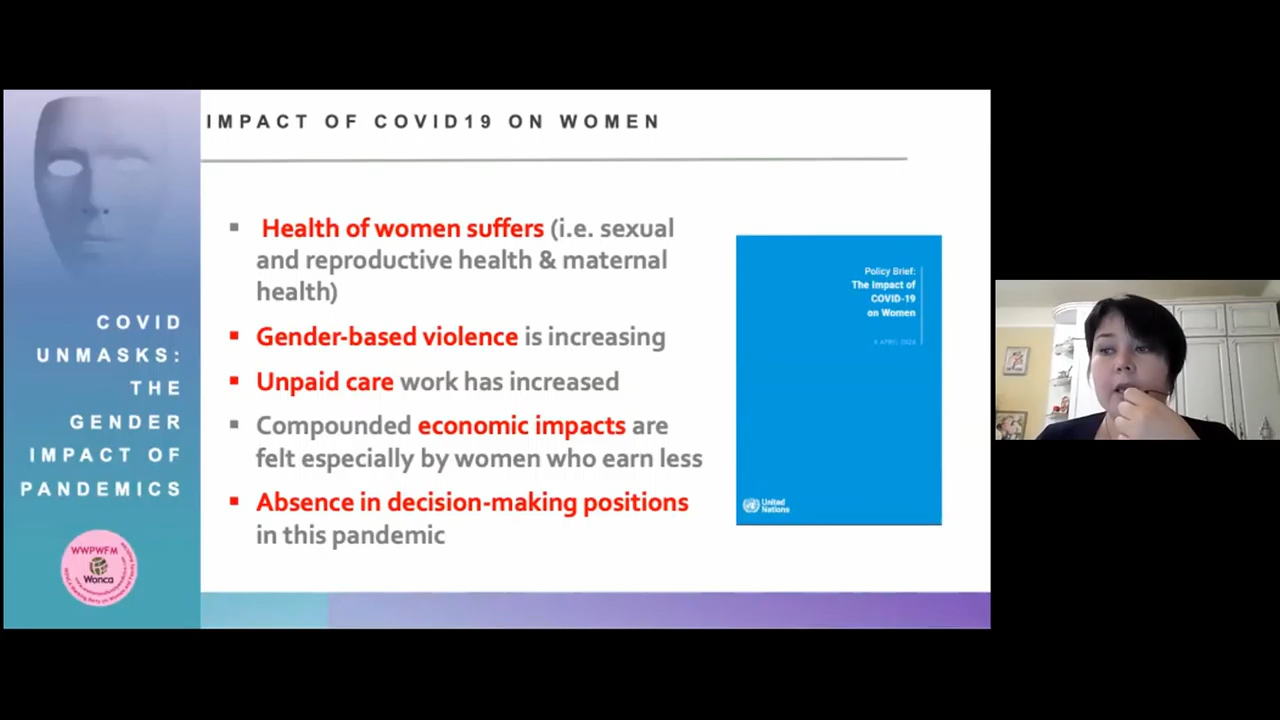 IMPACT OF COVID19 ON WOMEN
Health of women suffers (i.e. sexual
and reproductive health & maternal
health)
Gender-based violence is increasing
Unpaid care work has increased
Compounded economic impacts are
felt especially by women who earn less
Absence in decision-making positions
in this pandemic
Policy Brief:
The Impact of
COVID-19
on Women
United
Nations
COVID
UNMASKS:
THE
GENDER
IMPACT OF
PANDEMICS
WWPWFM
Wonca